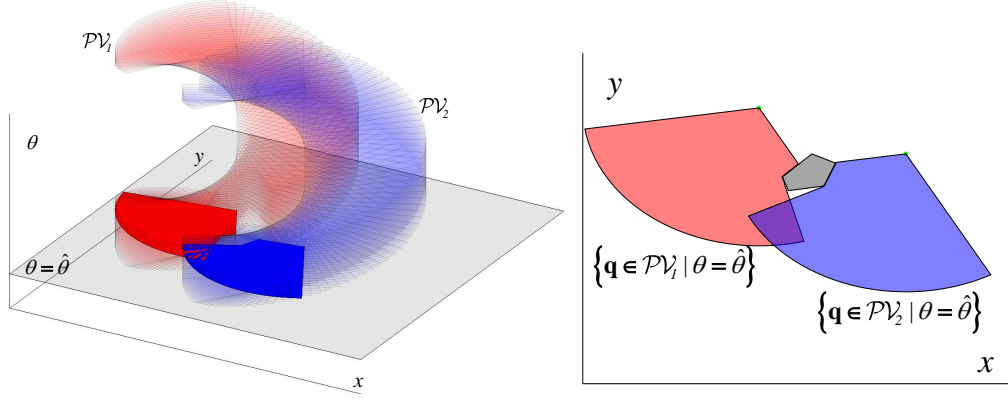 𝒫𝒱₁
𝒫𝒱₂
θ
y
θ = θ̂
x
y
{q ∈ 𝒫𝒱₁ | θ = θ̂}
{q ∈ 𝒫𝒱₂ | θ = θ̂}
x